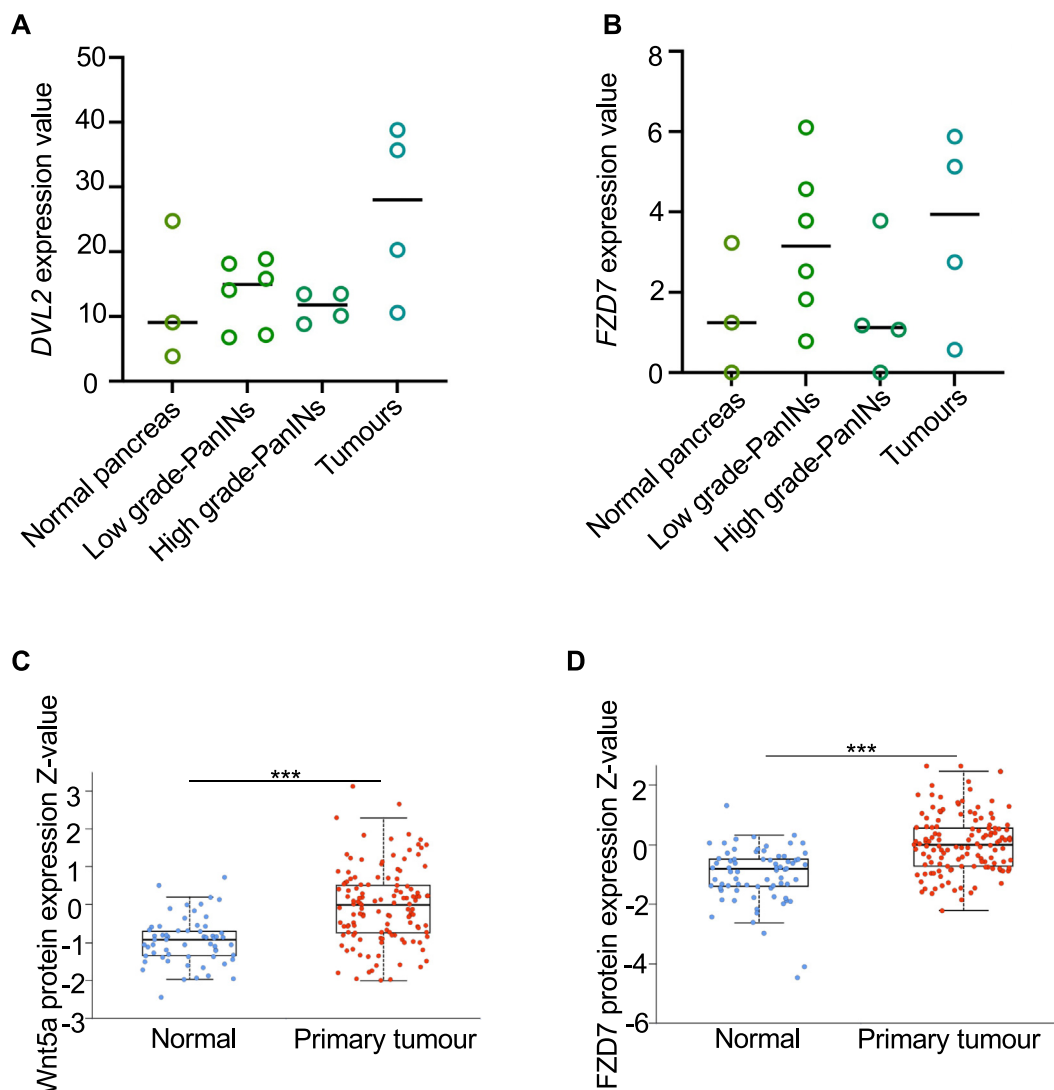 A
DVL2 expression value
50
40
30
20
10
0
Normal pancreas
Low grade-PanINs
High grade-PanINs
Tumours
B
FZD7 expression value
8
6
4
2
0
Normal pancreas
Low grade-PanINs
High grade-PanINs
Tumours
C
Wnt5a protein expression Z-value
3
2
1
0
-1
-2
-3
***
Normal
Primary tumour
D
FZD7 protein expression Z-value
2
0
-2
-4
-6
***
Normal
Primary tumour